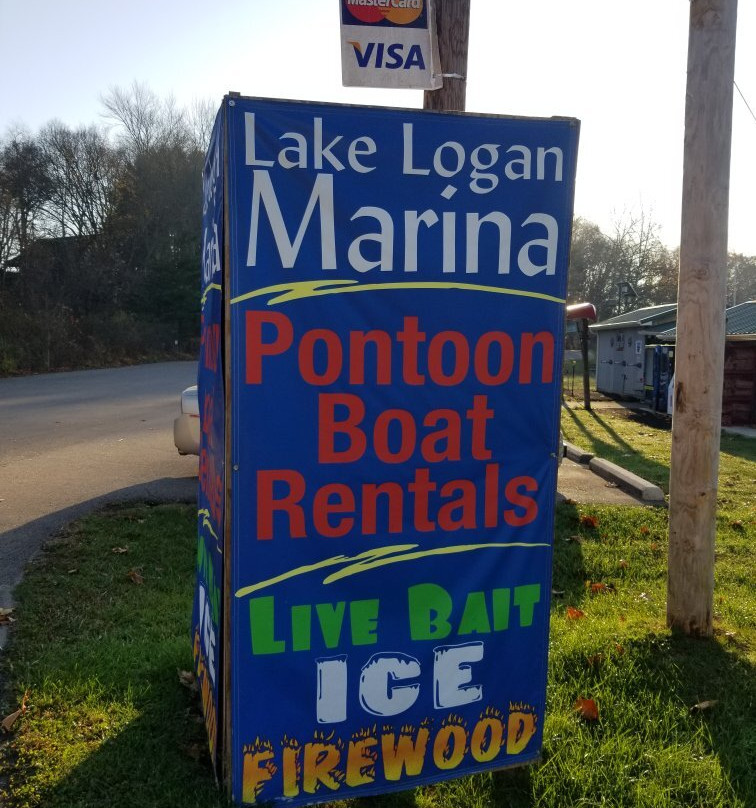 MasterCard
VISA
Lake Logan
Marina
Pontoon
Boat
Rentals
LIVE BAIT
ICE
FIREWOOD